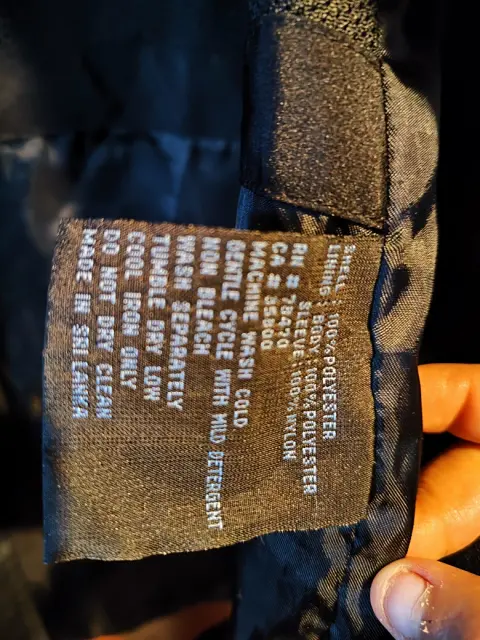 SHELL : 100% POLYESTER
LINING : BODY 100% POLYESTER
SLEEVE 100% NYLON
RN #
CA # 35800
MACHINE WASH COLD
GENTLE CYCLE WITH MILD DETERGENT
NON BLEACH
WASH SEPARATELY
TUMBLE DRY LOW
COOL IRON ONLY
DO NOT DRY CLEAN
MADE IN SRI LANKA